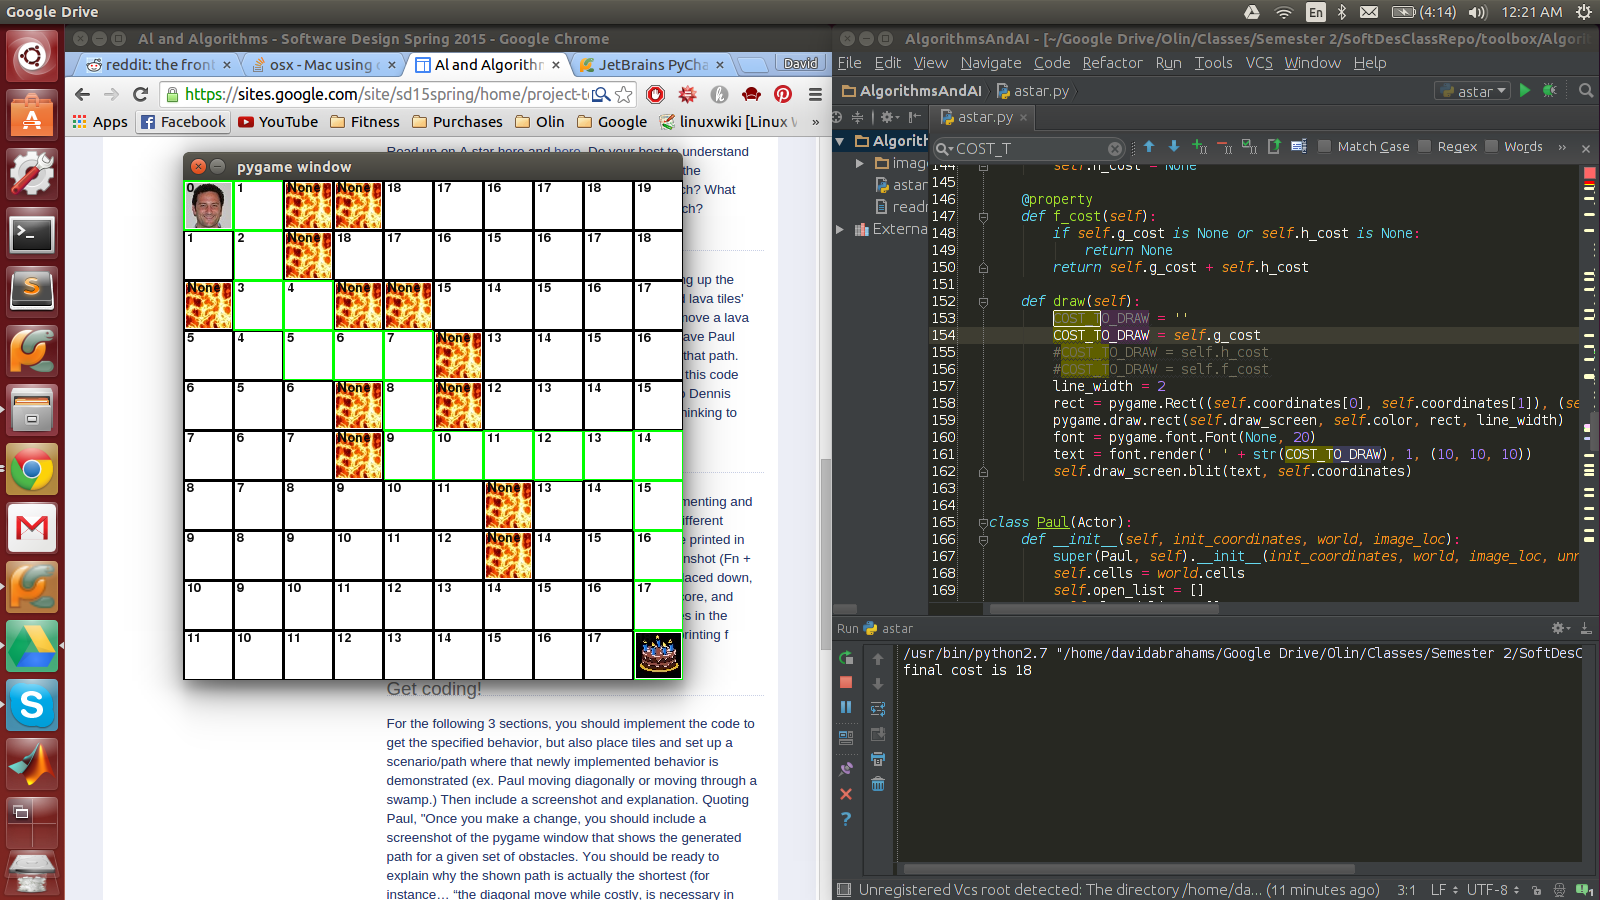 Google Drive
En
(4:14)
12:21 AM
AI and Algorithms - Software Design Spring 2015 - Google Chrome
reddit: the front
osx - Mac using
AI and Algorithm
JetBrains PyCha
David
https://sites.google.com/site/sd15spring/home/project-t
Apps
Facebook
YouTube
Fitness
Purchases
Olin
Google
linuxwiki [Linux
»
pygame window
0 1 None None 18 17 16 17 18 19
1 2 None 18 17 16 15 16 17 18
None 3 4 None None 15 14 15 16 17
5 4 5 6 7 None 13 14 15 16
6 5 6 None 8 None 12 13 14 15
7 6 7 None 9 10 11 12 13 14
8 7 8 9 10 11 None 13 14 15
9 8 9 10 11 12 None 14 15 16
10 9 10 11 12 13 14 15 16 17
11 10 11 12 13 14 15 16 17
Do your best to understand
the
ch? What
ch?
ng up the
d lava tiles'
move a lava
ave Paul
that path.
this code
o Dennis
hinking to
menting and
different
e printed in
nshot (Fn +
aced down,
ore, and
es in the
rinting f
Get coding!
For the following 3 sections, you should implement the code to
get the specified behavior, but also place tiles and set up a
scenario/path where that newly implemented behavior is
demonstrated (ex. Paul moving diagonally or moving through a
swamp.) Then include a screenshot and explanation. Quoting
Paul, "Once you make a change, you should include a
screenshot of the pygame window that shows the generated
path for a given set of obstacles. You should be ready to
explain why the shown path is actually the shortest (for
instance… “the diagonal move while costly, is necessary in
AlgorithmsAndAI - [~/Google Drive/Olin/Classes/Semester 2/SoftDesClassRepo/toolbox/Algor
File Edit View Navigate Code Refactor Run Tools VCS Window Help
AlgorithmsAndAI
astar.py
astar
astar.py
Algorith
imag
astar
readm
Externa
COST_T
Match Case
Regex
Words
»
144 self.h_cost = None
145
146 @property
147 def f_cost(self):
148 if self.g_cost is None or self.h_cost is None:
149 return None
150 return self.g_cost + self.h_cost
151
152 def draw(self):
153 COST_TO_DRAW = ''
154 COST_TO_DRAW = self.g_cost
155 #COST_TO_DRAW = self.h_cost
156 #COST_TO_DRAW = self.f_cost
157 line_width = 2
158 rect = pygame.Rect((self.coordinates[0], self.coordinates[1]), (se
159 pygame.draw.rect(self.draw_screen, self.color, rect, line_width)
160 font = pygame.font.Font(None, 20)
161 text = font.render(' ' + str(COST_TO_DRAW), 1, (10, 10, 10))
162 self.draw_screen.blit(text, self.coordinates)
163
164
165 class Paul(Actor):
166 def __init__(self, init_coordinates, world, image_loc):
167 super(Paul, self).__init__(init_coordinates, world, image_loc, unr
168 self.cells = world.cells
169 self.open_list = []
Run astar
/usr/bin/python2.7 "/home/davidabrahams/Google Drive/Olin/Classes/Semester 2/SoftDesC
final cost is 18
Unregistered Vcs root detected: The directory /home/da... (11 minutes ago)
3:1
LF
UTF-8
1